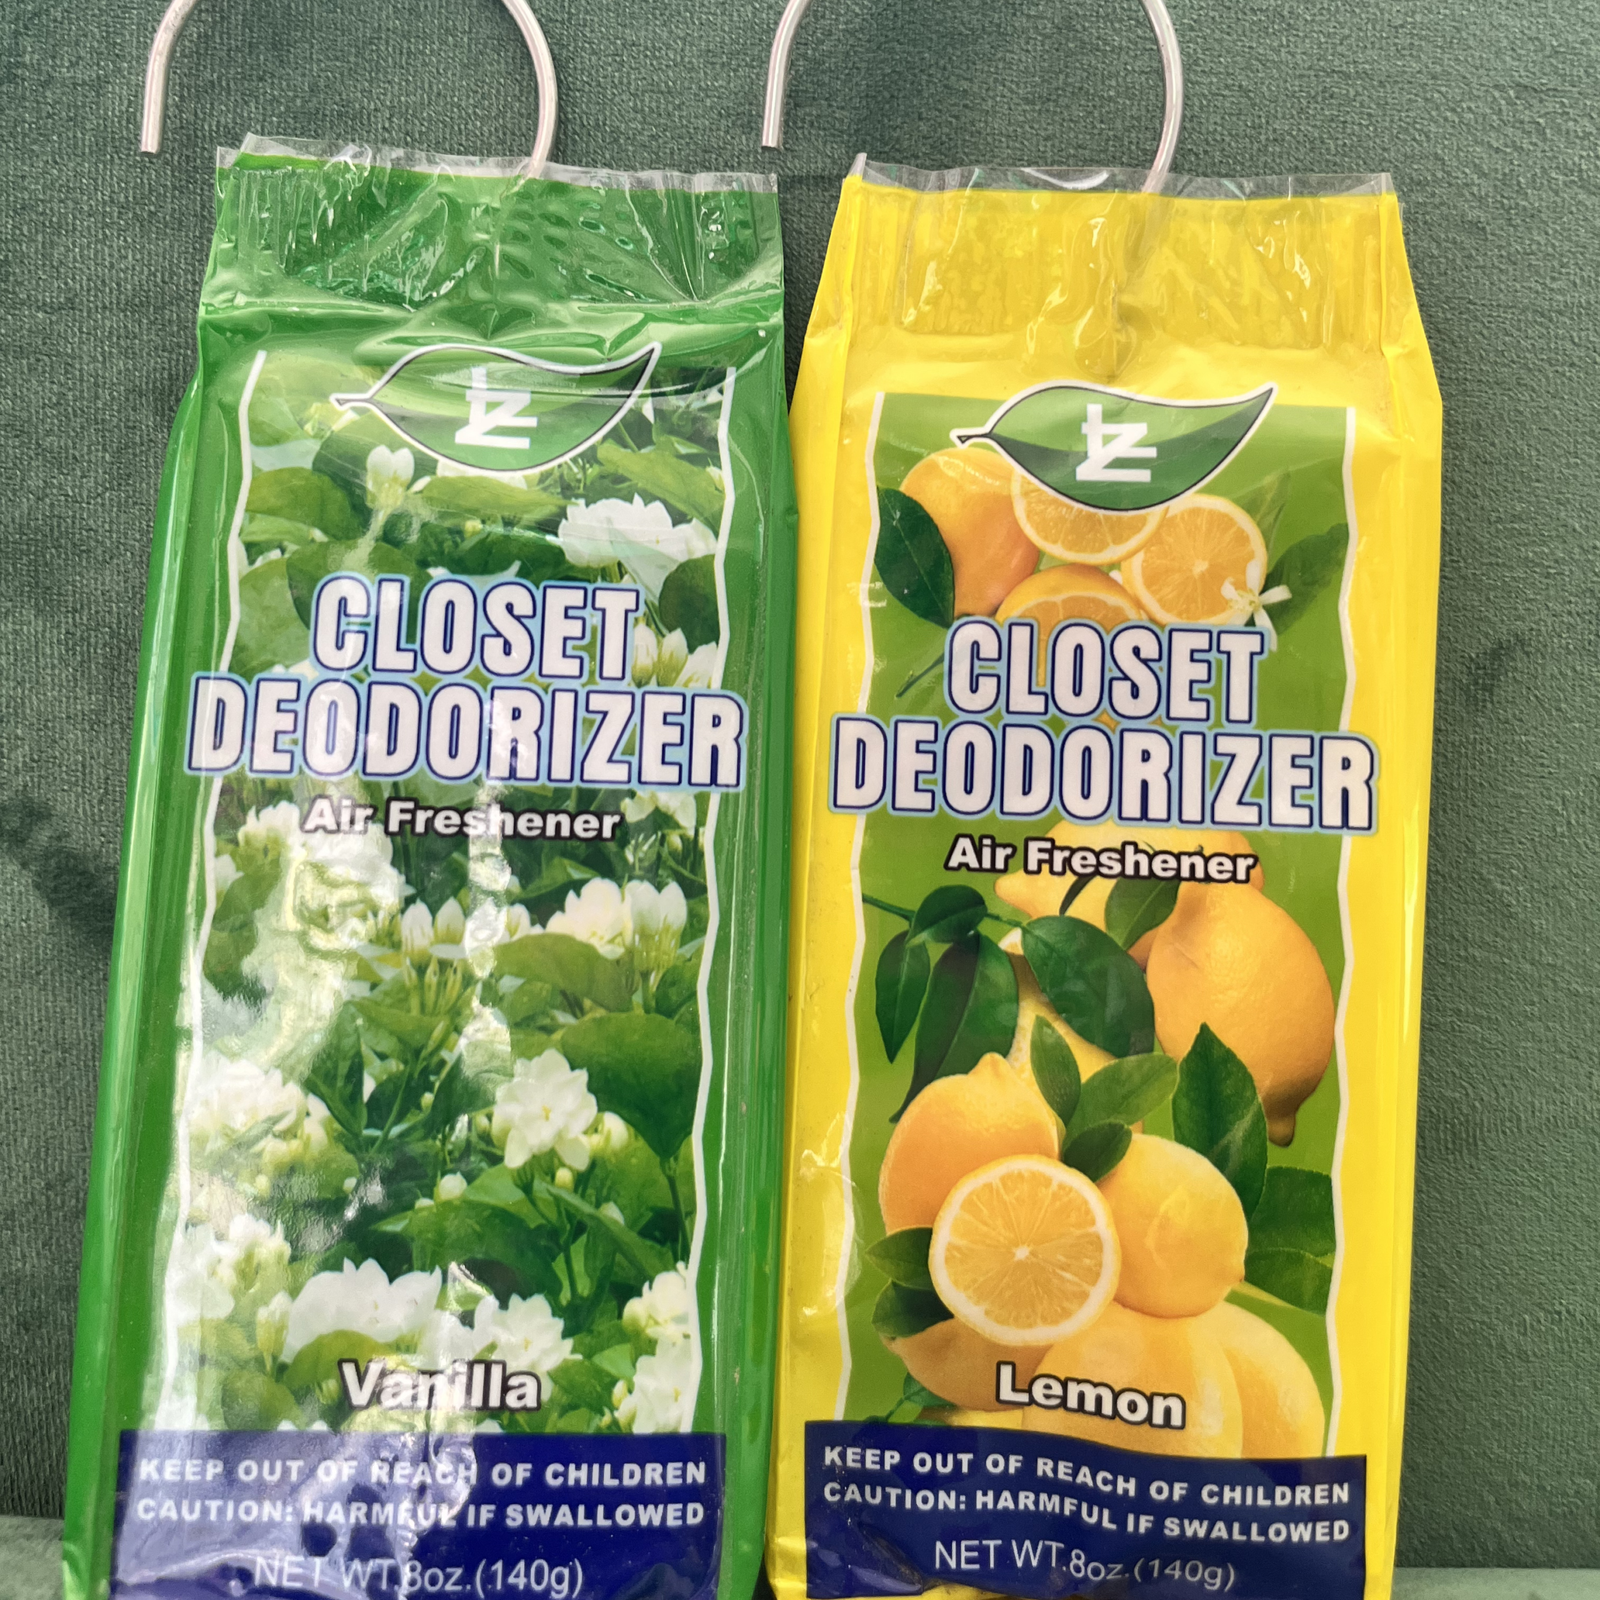 CLOSET
DEODORIZER
Air Freshener
Vanilla
KEEP OUT OF REACH OF CHILDREN
CAUTION: HARMFUL IF SWALLOWED
NET WT.8oz.(140g)
CLOSET
DEODORIZER
Air Freshener
Lemon
KEEP OUT OF REACH OF CHILDREN
CAUTION: HARMFUL IF SWALLOWED
NET WT.8oz.(140g)